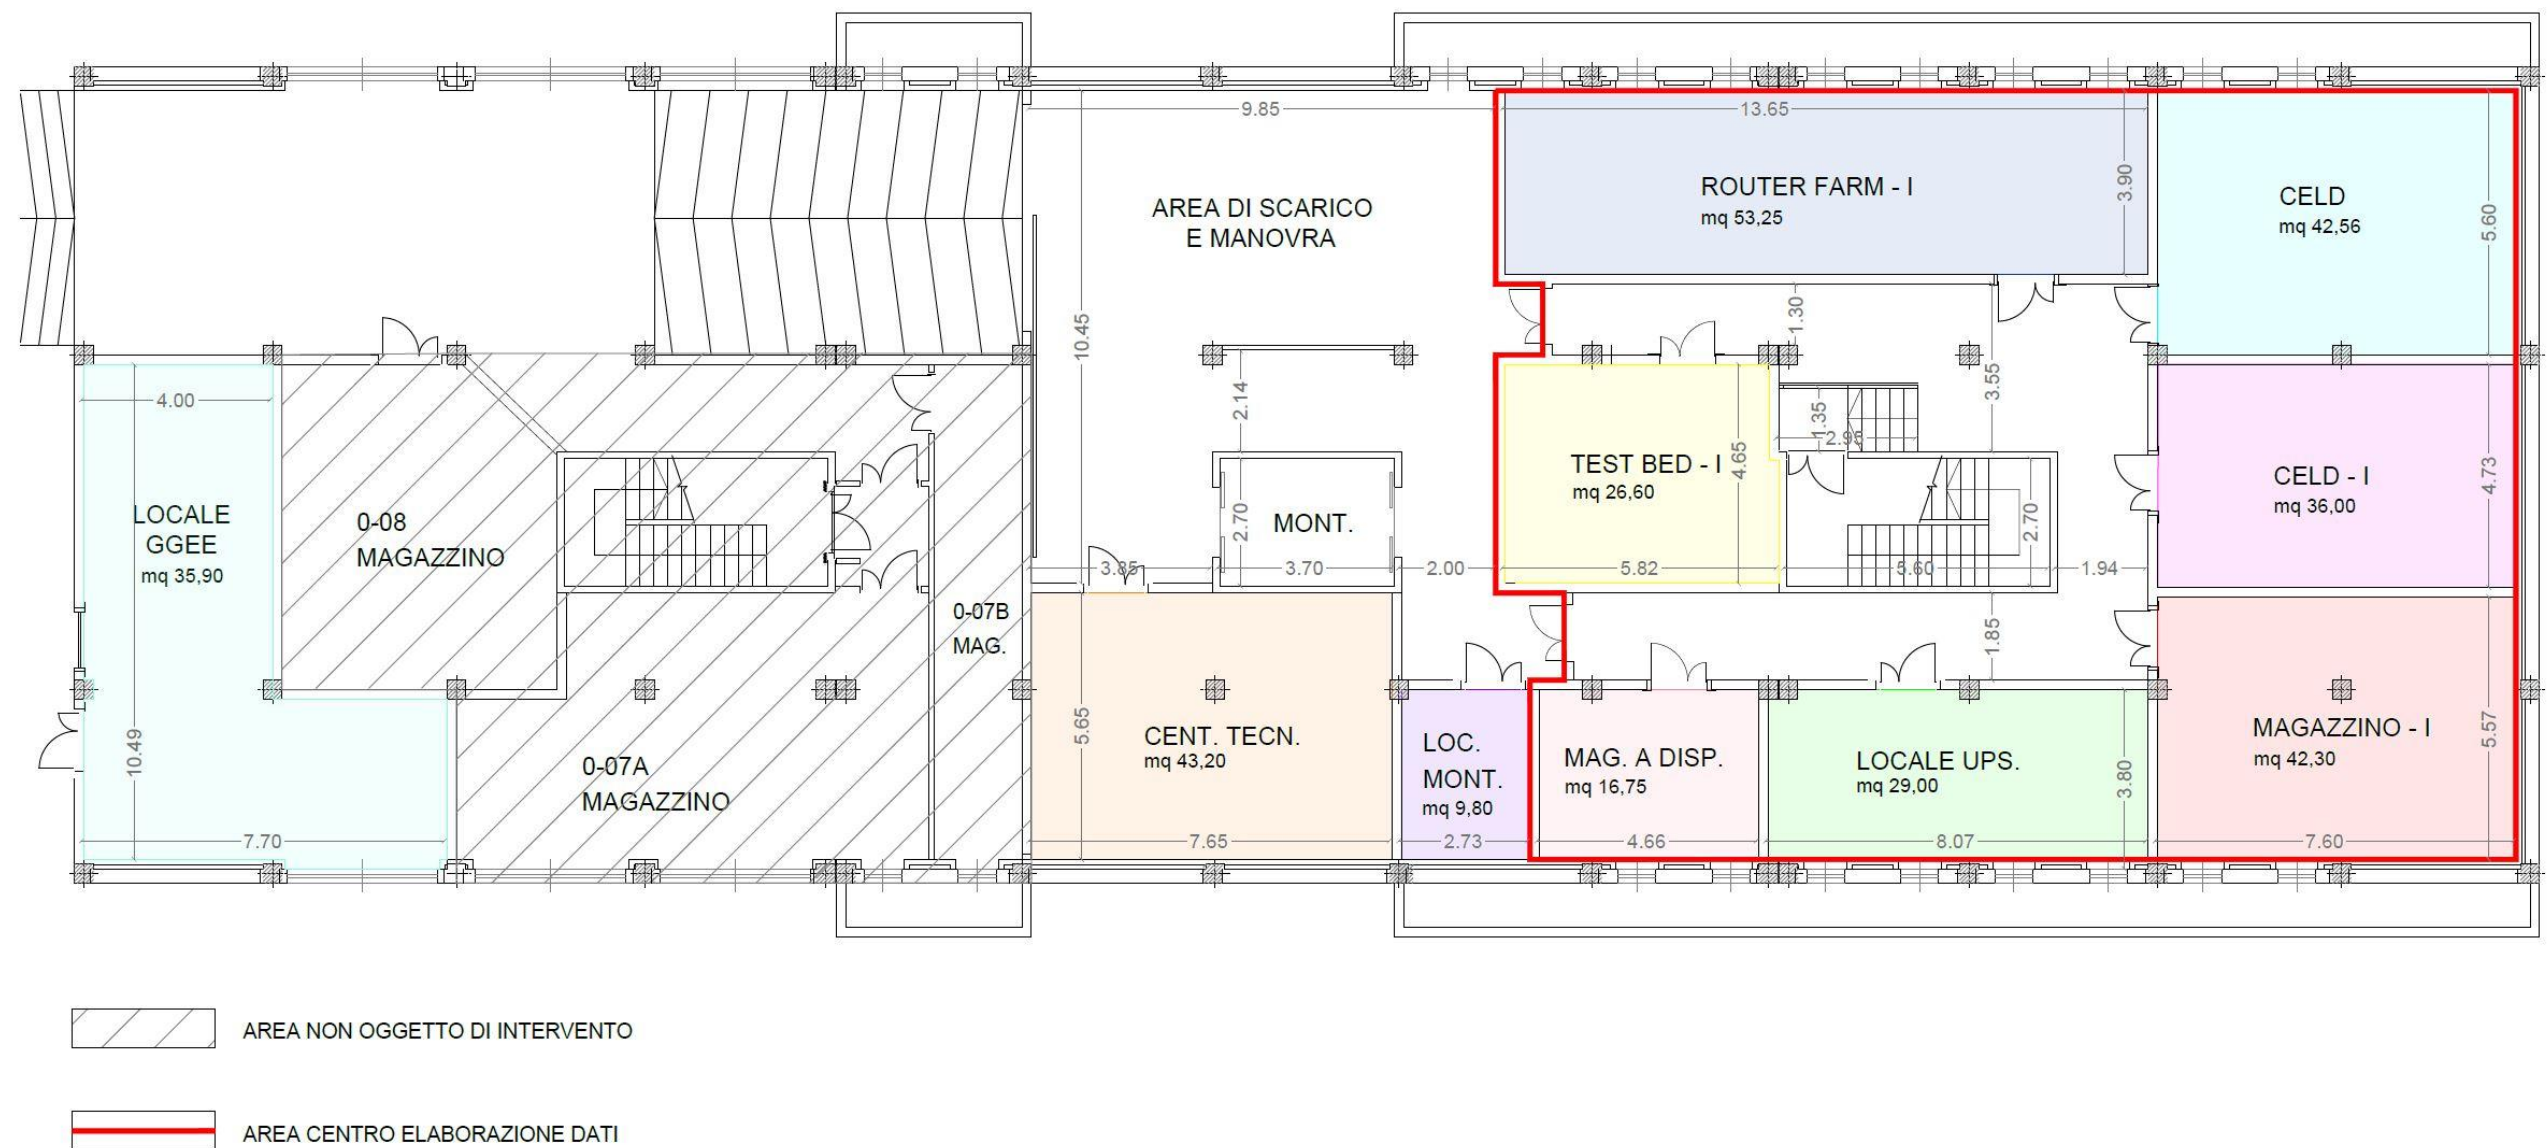 9.85
13.65
ROUTER FARM - I
mq 53,25
3.90
CELD
mq 42,56
5.60
AREA DI SCARICO
E MANOVRA
10.45
1.30
3.55
2.14
1.35
2.95
4.00
LOCALE
GGEE
mq 35,90
0-08
MAGAZZINO
2.70
MONT.
TEST BED - I
mq 26,60
4.65
2.70
CELD - I
mq 36,00
4.73
3.85
3.70
2.00
5.82
5.60
1.94
0-07B
MAG.
1.85
10.49
7.70
0-07A
MAGAZZINO
5.65
CENT. TECN.
mq 43,20
7.65
LOC.
MONT.
mq 9,80
2.73
MAG. A DISP.
mq 16,75
4.66
LOCALE UPS.
mq 29,00
8.07
3.80
MAGAZZINO - I
mq 42,30
5.57
7.60
AREA NON OGGETTO DI INTERVENTO
AREA CENTRO ELABORAZIONE DATI